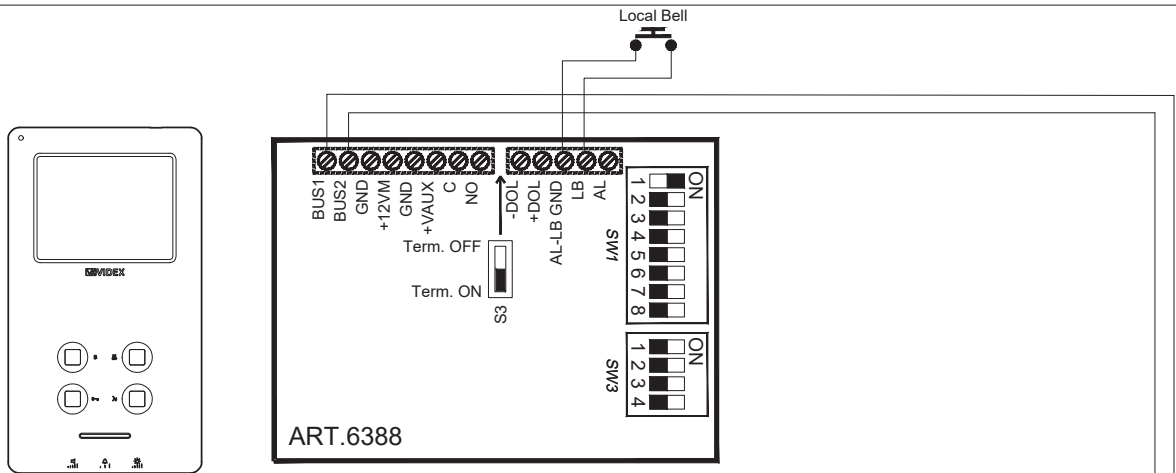 Local Bell
VIDEX
BUS1
BUS2
GND
+12VM
GND
+VAUX
C
NO
-DOL
+DOL
AL-LB GND
LB
AL
Term. OFF
Term. ON
S3
1 2 3 4 5 6 7 8
ON
SW1
1 2 3 4
ON
SW3
ART.6388